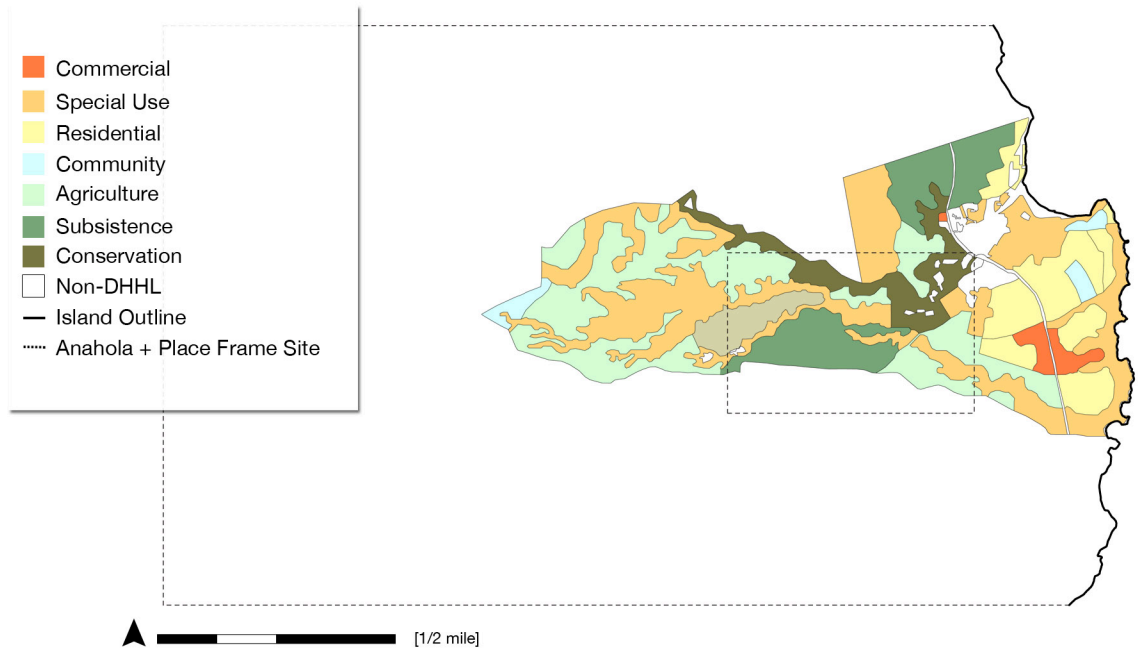 Commercial
Special Use
Residential
Community
Agriculture
Subsistence
Conservation
Non-DHHL
Island Outline
Anahola + Place Frame Site
[1/2 mile]